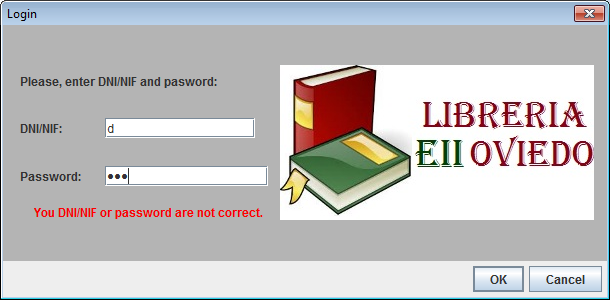 Login
Please, enter DNI/NIF and pasword:
DNI/NIF:
d
Password:
●●●
You DNI/NIF or password are not correct.
LIBRERIA
EII OVIEDO
OK
Cancel